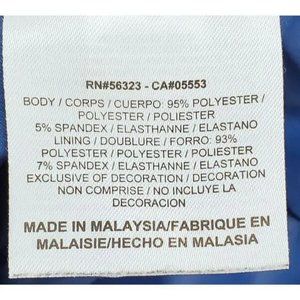 RN#56323 - CA#05553
BODY / CORPS / CUERPO: 95% POLYESTER /
POLYESTER / POLIESTER
5% SPANDEX / ELASTHANNE / ELASTANO
LINING / DOUBLURE / FORRO: 93%
POLYESTER / POLYESTER / POLIESTER
7% SPANDEX / ELASTHANNE / ELASTANO
EXCLUSIVE OF DECORATION / DECORATION
NON COMPRISE / NO INCLUYE LA
DECORACION
MADE IN MALAYSIA/FABRIQUE EN
MALAISIE/HECHO EN MALASIA